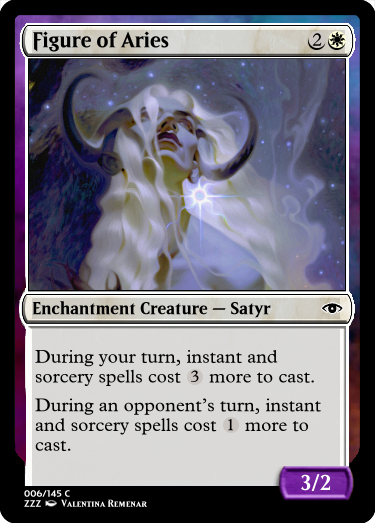 Figure of Aries 2
Enchantment Creature — Satyr
During your turn, instant and
sorcery spells cost 3 more to cast.
During an opponent's turn, instant
and sorcery spells cost 1 more to
cast.
3/2
006/145 C
ZZZ Valentina Remenar